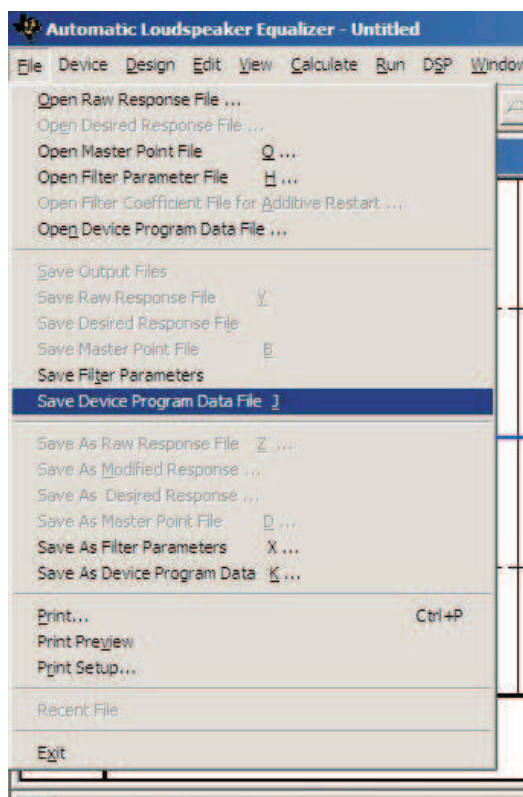 Automatic Loudspeaker Equalizer - Untitled
File Device Design Edit View Calculate Run DSP Window
Open Raw Response File ...
Open Desired Response File ...
Open Master Point File Q ...
Open Filter Parameter File H ...
Open Filter Coefficient File for Additive Restart ...
Open Device Program Data File ...
Save Output Files
Save Raw Response File Y
Save Desired Response File
Save Master Point File B
Save Filter Parameters
Save Device Program Data File J
Save As Raw Response File Z ...
Save As Modified Response ...
Save As Desired Response ...
Save As Master Point File D ...
Save As Filter Parameters X ...
Save As Device Program Data K ...
Print... Ctrl+P
Print Preview
Print Setup...
Recent File
Exit